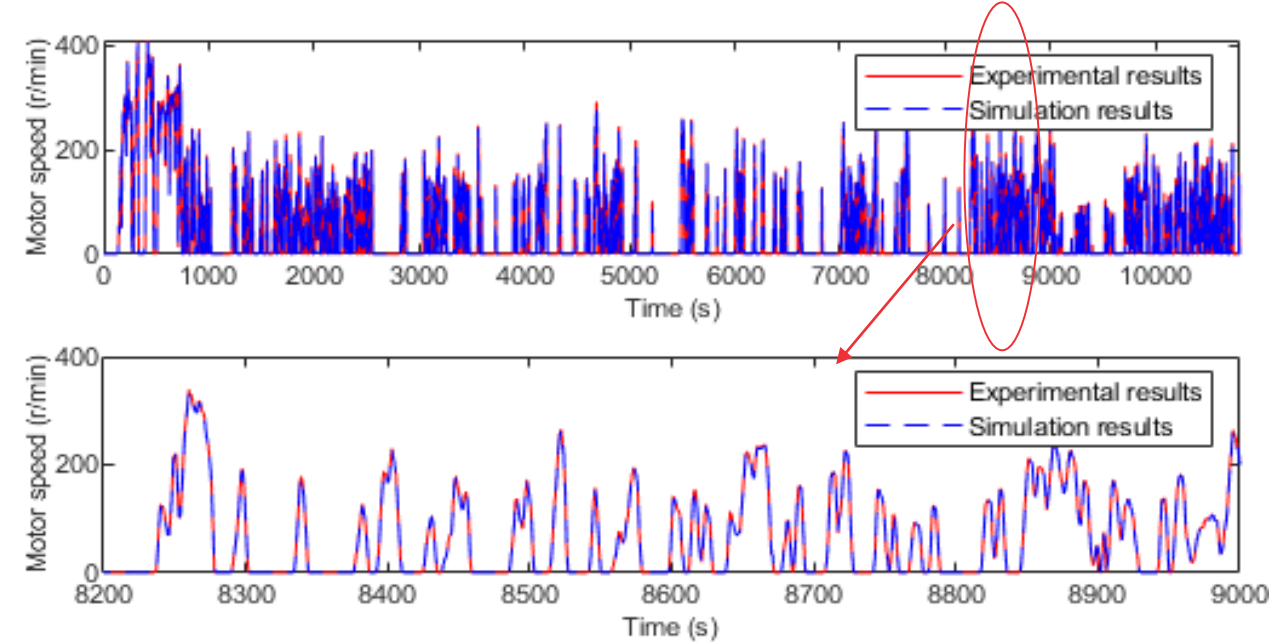 Motor speed (r/min)
400
200
0
Experimental results
Simulation results
0 1000 2000 3000 4000 5000 6000 7000 8000 9000 10000
Time (s)
Motor speed (r/min)
400
200
0
Experimental results
Simulation results
8200 8300 8400 8500 8600 8700 8800 8900 9000
Time (s)